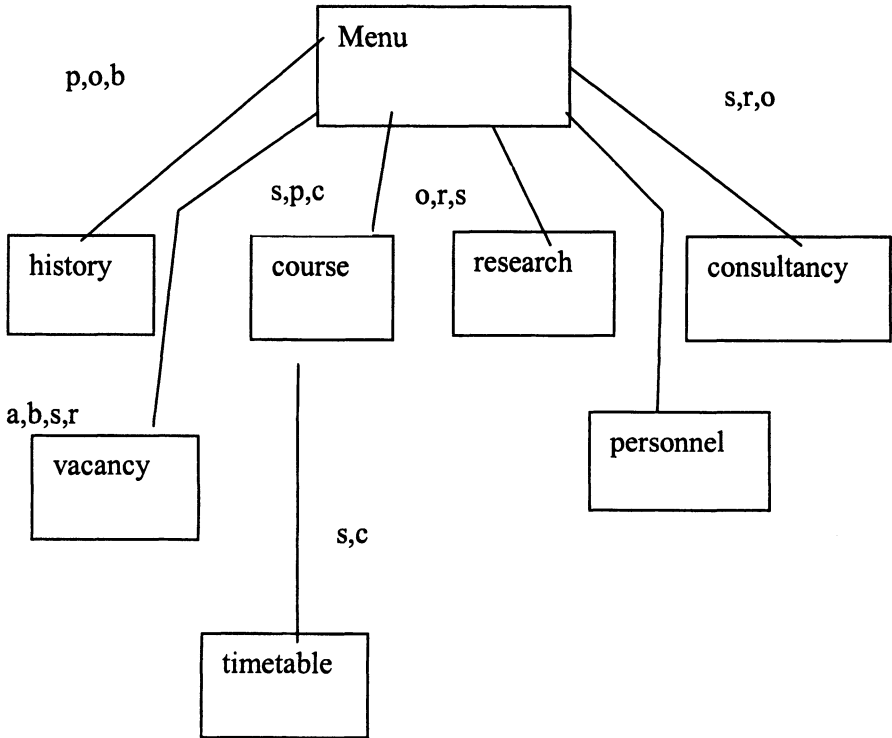 Menu
p,o,b
s,r,o
s,p,c
o,r,s
history
course
research
consultancy
a,b,s,r
vacancy
personnel
s,c
timetable